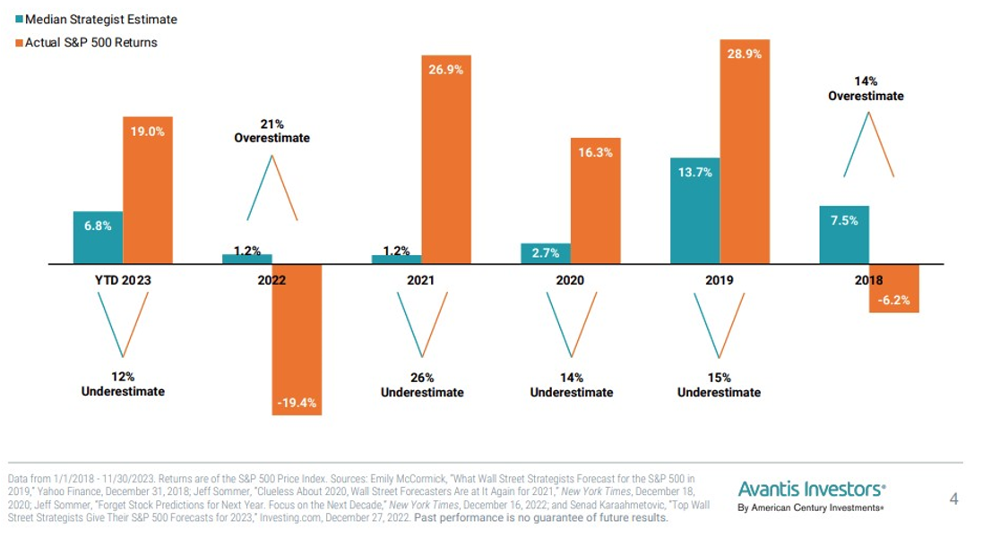 Median Strategist Estimate
Actual S&P 500 Returns
6.8%
19.0%
YTD 2023
12%
Underestimate
21%
Overestimate
1.2%
2022
-19.4%
26.9%
1.2%
2021
26%
Underestimate
16.3%
2.7%
2020
14%
Underestimate
28.9%
13.7%
2019
15%
Underestimate
14%
Overestimate
7.5%
2018
-6.2%
Data from 1/1/2018 - 11/30/2023. Returns are of the S&P 500 Price Index. Sources: Emily McCormick, "What Wall Street Strategists Forecast for the S&P 500 in
2019," Yahoo Finance, December 31, 2018; Jeff Sommer, "Clueless About 2020, Wall Street Forecasters Are at It Again for 2021," New York Times, December 18,
2020; Jeff Sommer, "Forget Stock Predictions for Next Year. Focus on the Next Decade," New York Times, December 16, 2022; and Senad Karaahmetovic, "Top Wall
Street Strategists Give Their S&P 500 Forecasts for 2023," Investing.com, December 27, 2022. Past performance is no guarantee of future results.
Avantis Investors®
By American Century Investments®
4